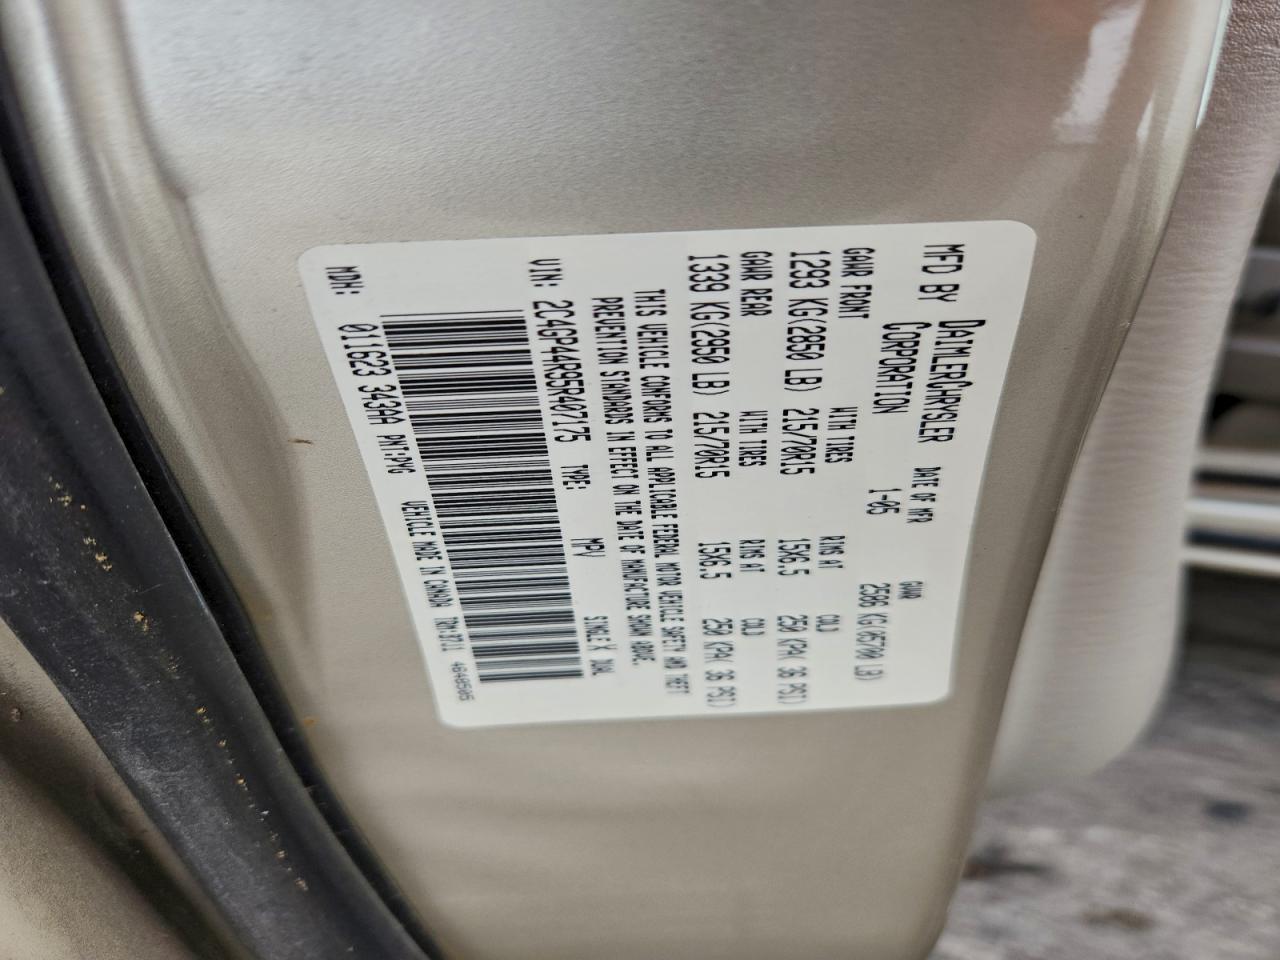 MFD BY DAIMLERCHRYSLER CORPORATION DATE OF MFR 1-05 GVWR 2586 KG (05700 LB)
GAWR FRONT WITH TIRES RIMS AT COLD
1293 KG(2850 LB) 215/70R15 15X6.5 250 KPA( 36 PSI)
GAWR REAR WITH TIRES RIMS AT COLD
1339 KG(2950 LB) 215/70R15 15X6.5 250 KPA( 36 PSI)
THIS VEHICLE CONFORMS TO ALL APPLICABLE FEDERAL MOTOR VEHICLE SAFETY AND THEFT
PREVENTION STANDARDS IN EFFECT ON THE DATE OF MANUFACTURE SHOWN ABOVE.
VIN: 2C4GP44R95R407175 TYPE: MPV SINGLE X DUAL
MDH: 011623 343AA VEHICLE MADE IN CANADA